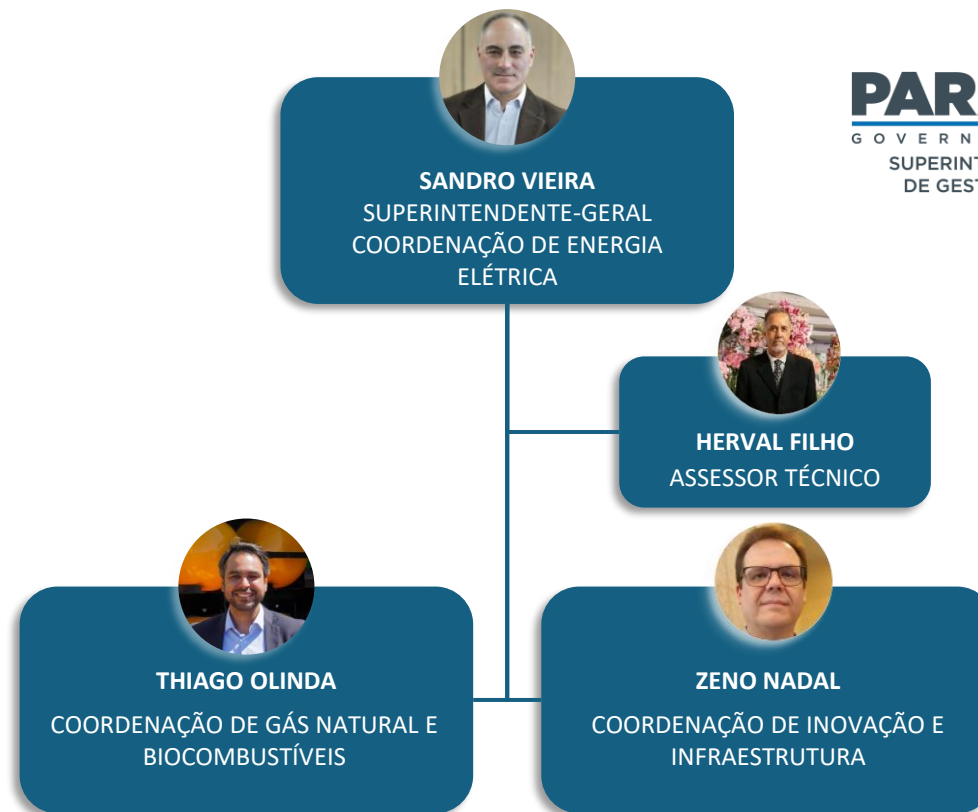 SANDRO VIEIRA
SUPERINTENDENTE-GERAL
COORDENAÇÃO DE ENERGIA
ELÉTRICA
HERVAL FILHO
ASSESSOR TÉCNICO
THIAGO OLINDA
COORDENAÇÃO DE GÁS NATURAL E
BIOCOMBUSTÍVEIS
ZENO NADAL
COORDENAÇÃO DE INOVAÇÃO E
INFRAESTRUTURA
DE